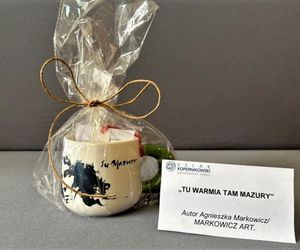 Tu Mazury
SZLAK
KOPERNIKOWSKI
„TU WARMIA TAM MAZURY"
Autor Agnieszka Markowicz/
MARKOWICZ ART.